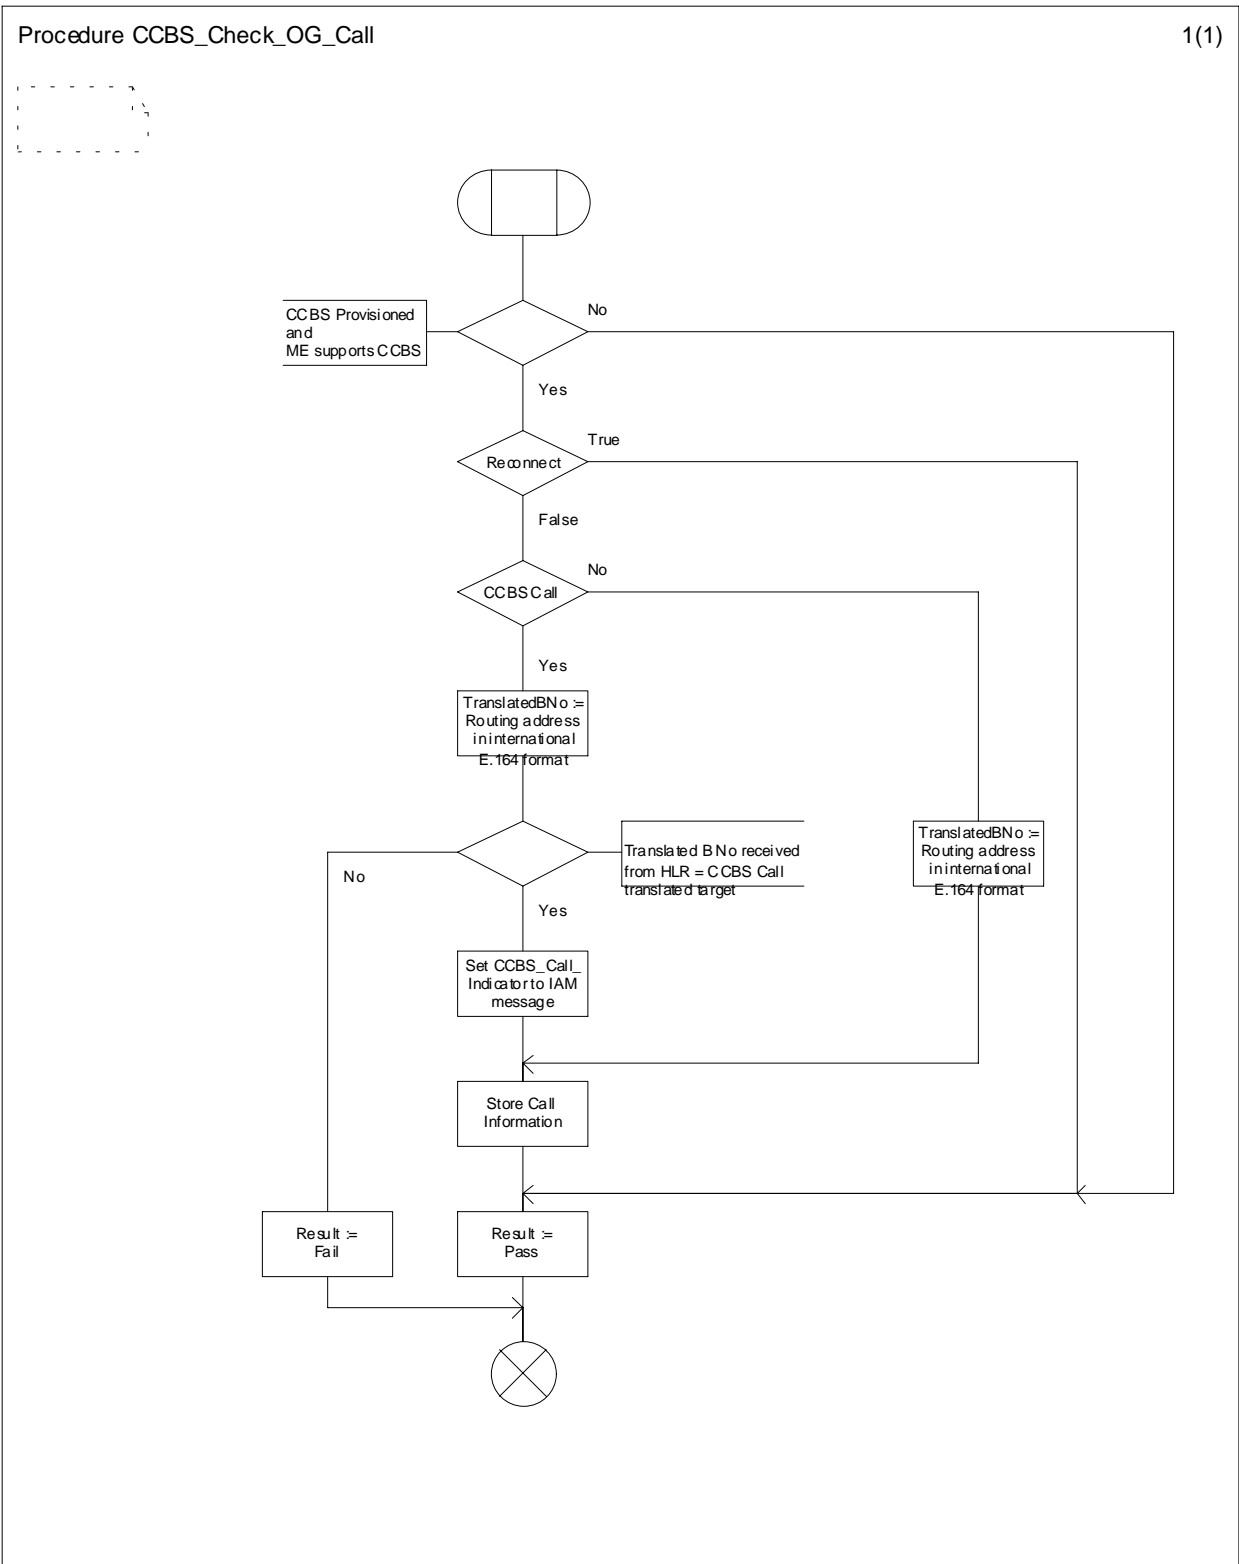 Procedure CCBS_Check_OG_Call
1(1)
CCBS Provisioned
and
ME supports CCBS
No
Yes
Reconnect
True
False
CCBS Call
No
Yes
TranslatedBNo :=
Routing address
in international
E.164 format
Translated BNo received
from HLR = CCBS Call
translated target
TranslatedBNo :=
Routing address
in international
E.164 format
No
Yes
Set CCBS_Call_
Indicator to IAM
message
Store Call
Information
Result :=
Fail
Result :=
Pass